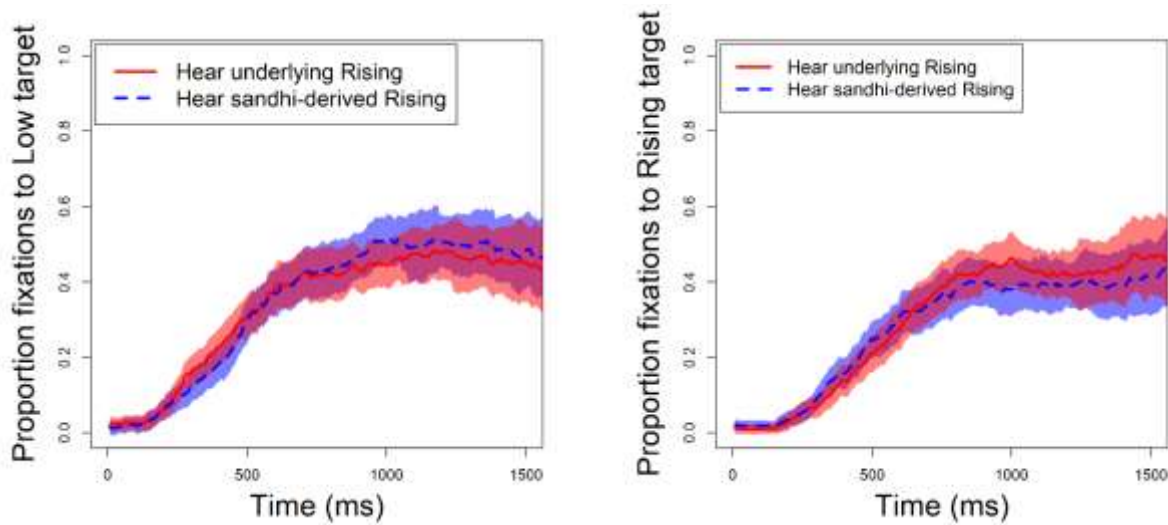 Proportion fixations to Low target
1.0
0.8
0.6
0.4
0.2
0.0
Hear underlying Rising
Hear sandhi-derived Rising
0
500
1000
1500
Time (ms)
Proportion fixations to Rising target
1.0
0.8
0.6
0.4
0.2
0.0
Hear underlying Rising
Hear sandhi-derived Rising
0
500
1000
1500
Time (ms)